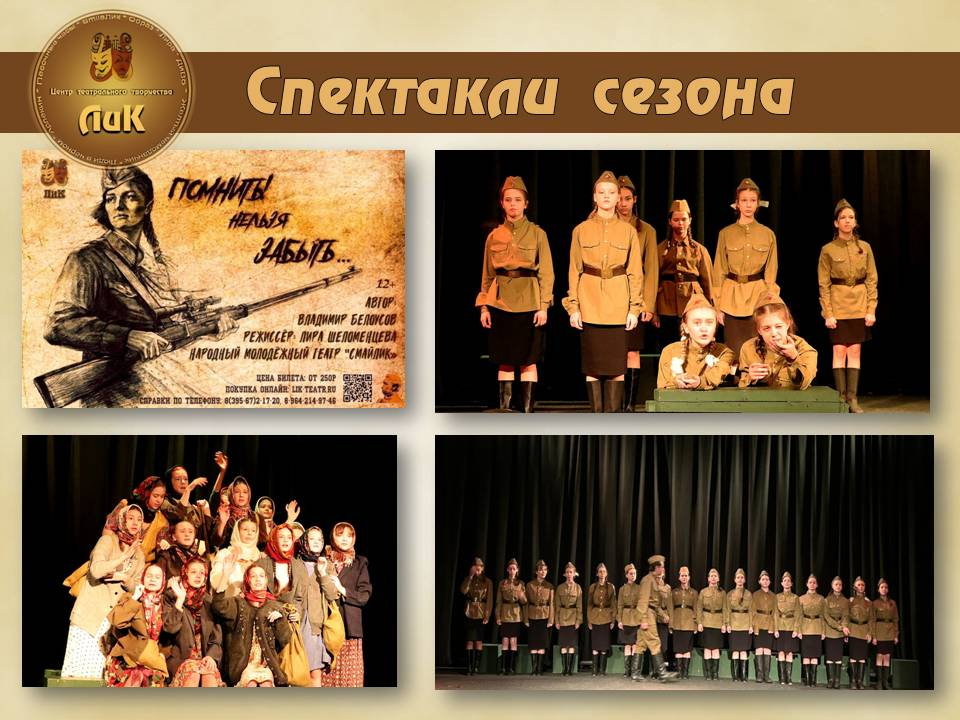 Спектакли сезона
Центр театрального творчества
ЛиК
ЛиК
ПОМНИТЬ!
НЕЛЬЗЯ
ЗАБЫТЬ...
12+
АВТОР:
ВЛАДИМИР БЕЛОУСОВ
РЕЖИССЁР: ЛИРА ШЕЛОМЕНЦЕВА
НАРОДНЫЙ МОЛОДЁЖНЫЙ ТЕАТР "СМАЙЛИК"
ЦЕНА БИЛЕТА: ОТ 250Р
ПОКУПКА ОНЛАЙН: LIK-TEATR.RU
СПРАВКИ ПО ТЕЛЕФОНУ: 8(395-67)2-17-20, 8-964-214-97-46